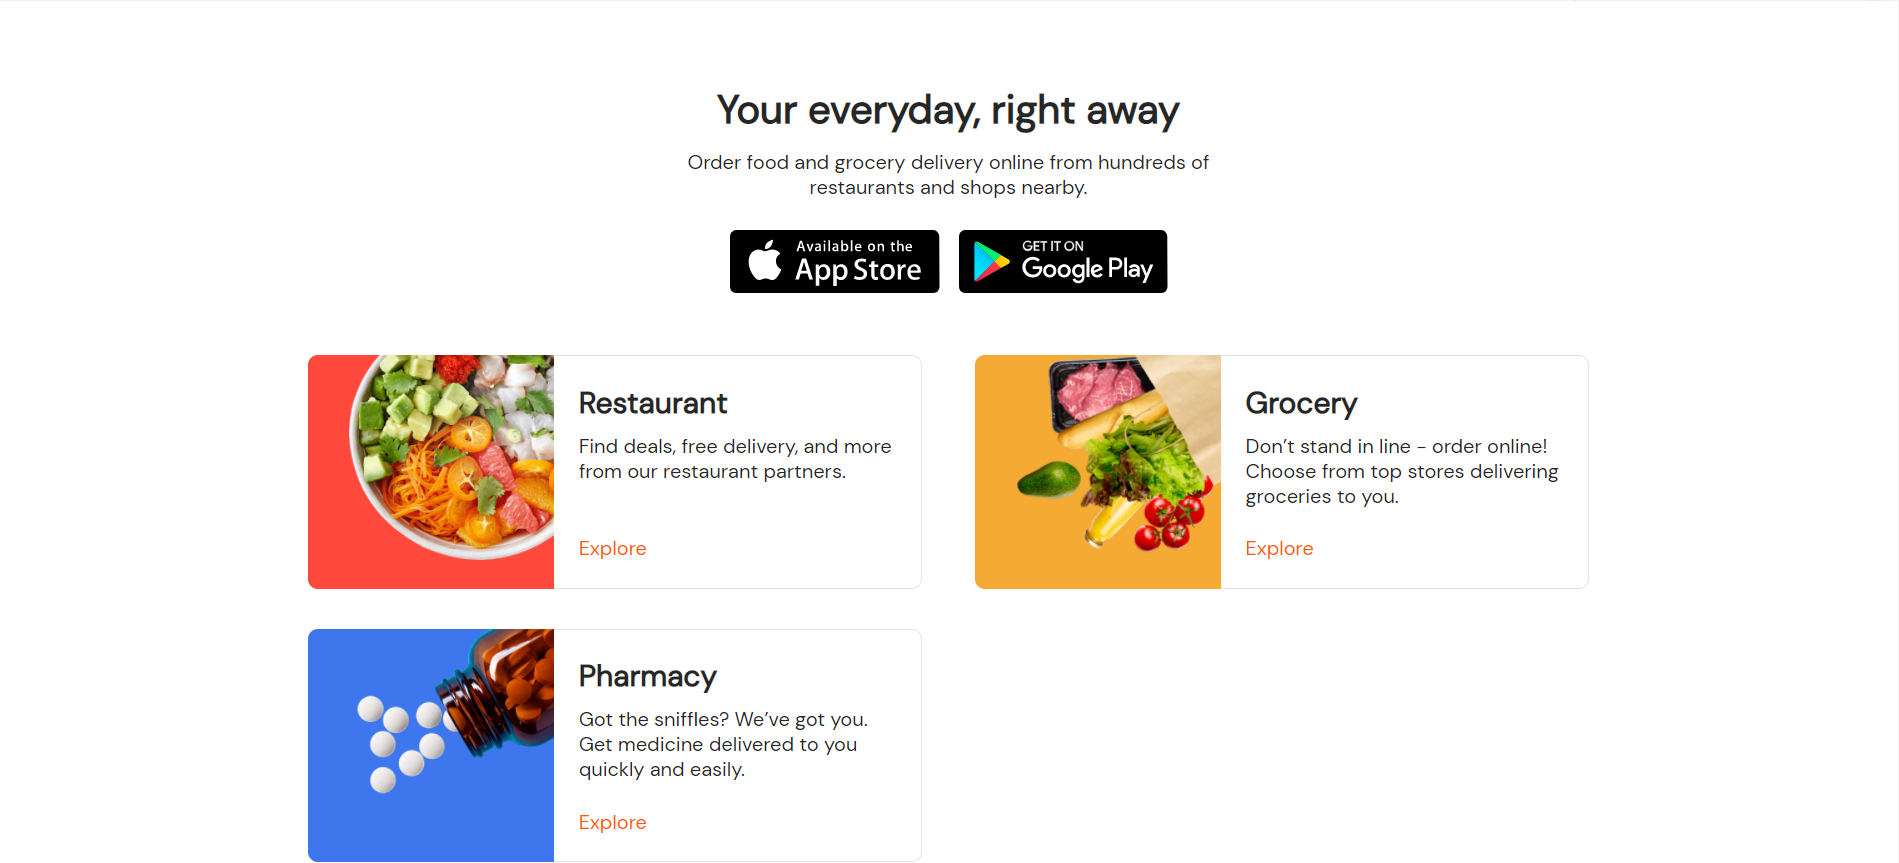 Your everyday, right away
Order food and grocery delivery online from hundreds of
restaurants and shops nearby.
Available on the
App Store
GET IT ON
Google Play
Restaurant
Find deals, free delivery, and more
from our restaurant partners.
Explore
Grocery
Don’t stand in line - order online!
Choose from top stores delivering
groceries to you.
Explore
Pharmacy
Got the sniffles? We’ve got you.
Get medicine delivered to you
quickly and easily.
Explore